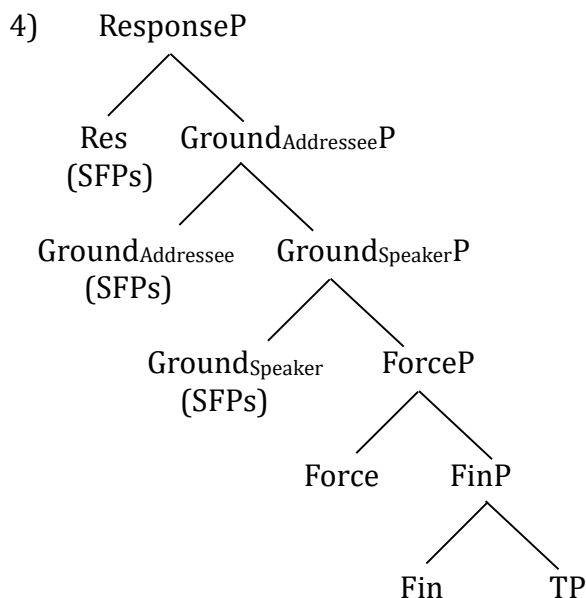 4) ResponseP
Res GroundAddresseeP
(SFPs)
GroundAddressee GroundSpeakerP
(SFPs)
GroundSpeaker ForceP
(SFPs)
Force FinP
Fin TP